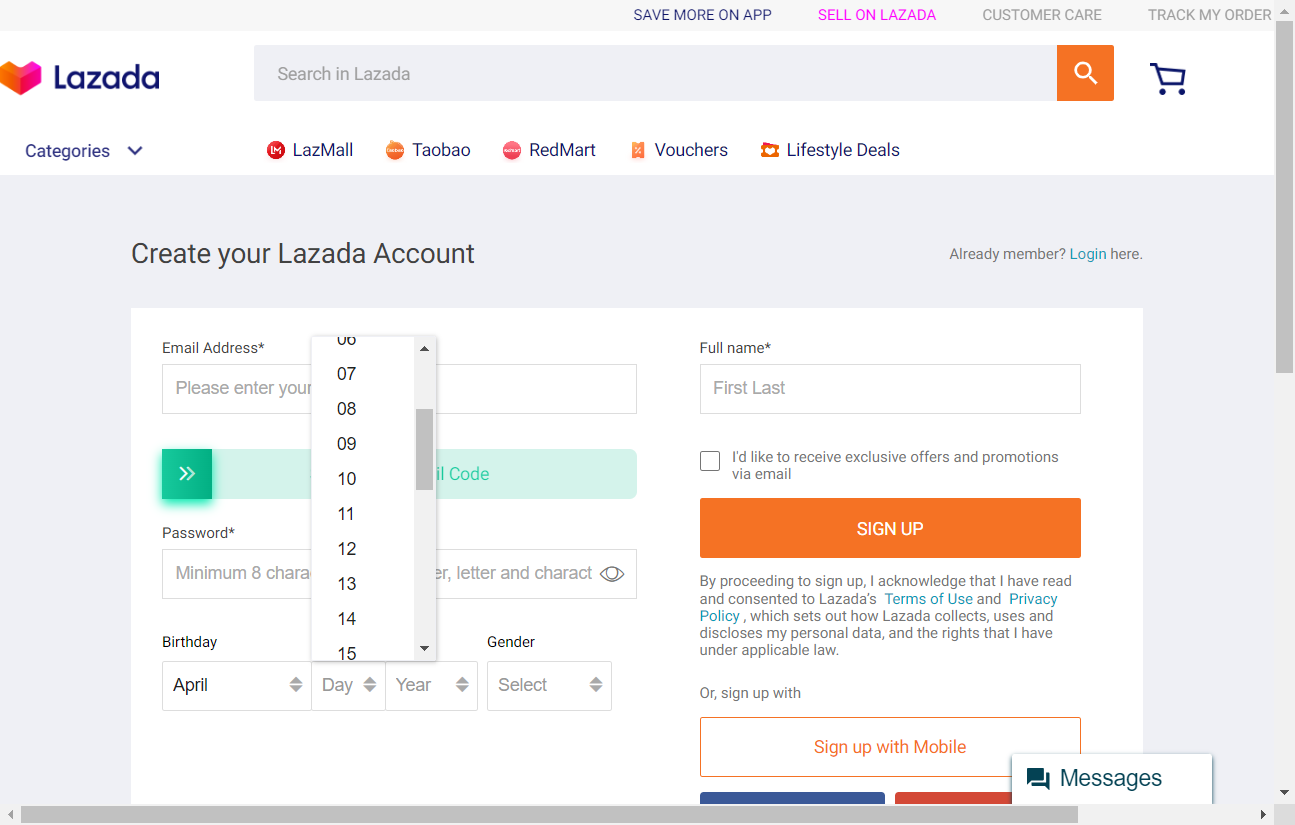 SAVE MORE ON APP SELL ON LAZADA CUSTOMER CARE TRACK MY ORDER
Lazada
Search in Lazada
Categories LazMall Taobao RedMart Vouchers Lifestyle Deals
Create your Lazada Account
Already member? Login here.
Email Address*
Please enter your
06
07
08
09
10
11
12
13
14
15
il Code
Password*
Minimum 8 chara
er, letter and charact
Birthday
Gender
April Day Year Select
Full name*
First Last
I'd like to receive exclusive offers and promotions
via email
SIGN UP
By proceeding to sign up, I acknowledge that I have read
and consented to Lazada's Terms of Use and Privacy
Policy , which sets out how Lazada collects, uses and
discloses my personal data, and the rights that I have
under applicable law.
Or, sign up with
Sign up with Mobile
Messages